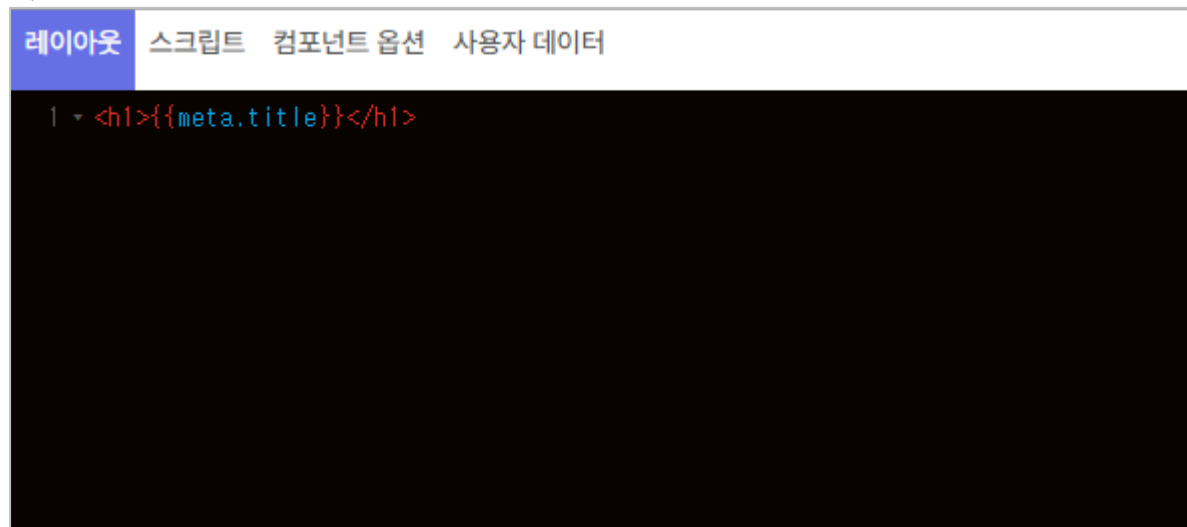 레이아웃 스크립트 컴포넌트 옵션 사용자 데이터
1 <h1>{{meta.title}}</h1>